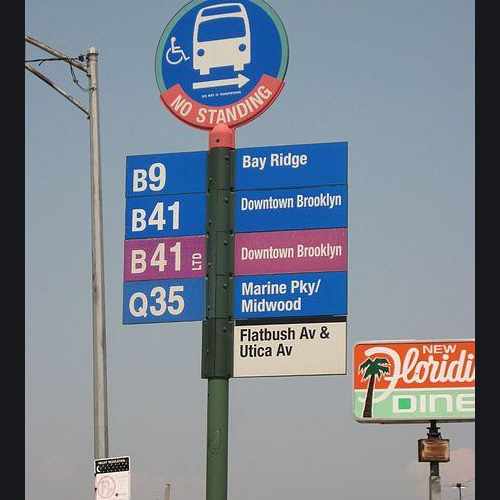 NO STANDING
B9
Bay Ridge
B41
Downtown Brooklyn
B41 LTD
Downtown Brooklyn
Q35
Marine Pky/
Midwood
Flatbush Av &
Utica Av
NEW
DINE